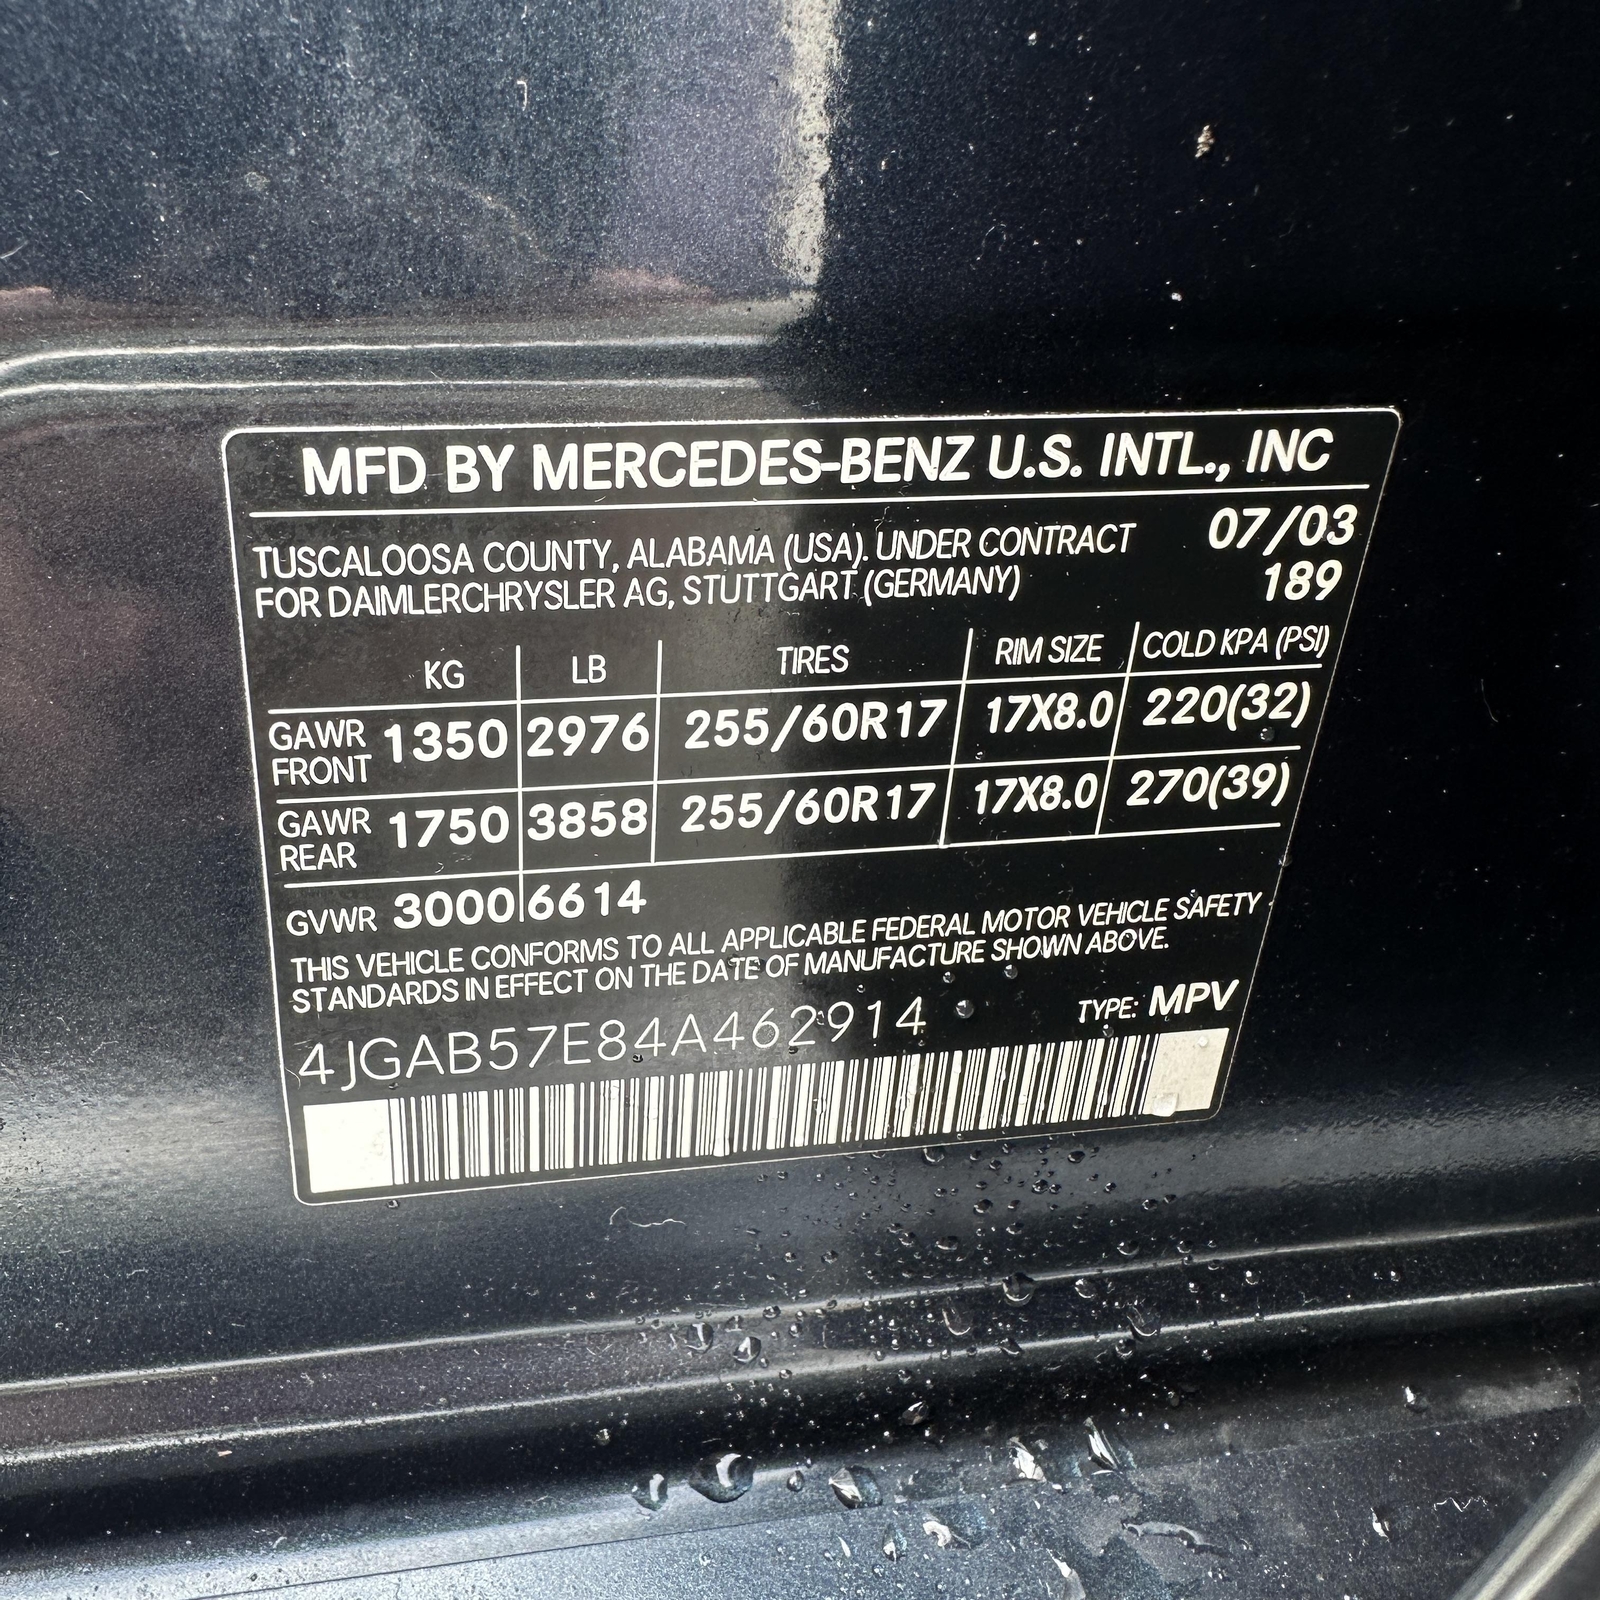 MFD BY MERCEDES-BENZ U.S. INTL., INC
TUSCALOOSA COUNTY, ALABAMA (USA). UNDER CONTRACT 07/03
FOR DAIMLERCHRYSLER AG, STUTTGART (GERMANY) 189
KG LB TIRES RIM SIZE COLD KPA (PSI)
GAWR FRONT 1350 2976 255/60R17 17X8.0 220(32)
GAWR REAR 1750 3858 255/60R17 17X8.0 270(39)
GVWR 3000 6614
THIS VEHICLE CONFORMS TO ALL APPLICABLE FEDERAL MOTOR VEHICLE SAFETY
STANDARDS IN EFFECT ON THE DATE OF MANUFACTURE SHOWN ABOVE.
4JGAB57E84A462914 TYPE: MPV